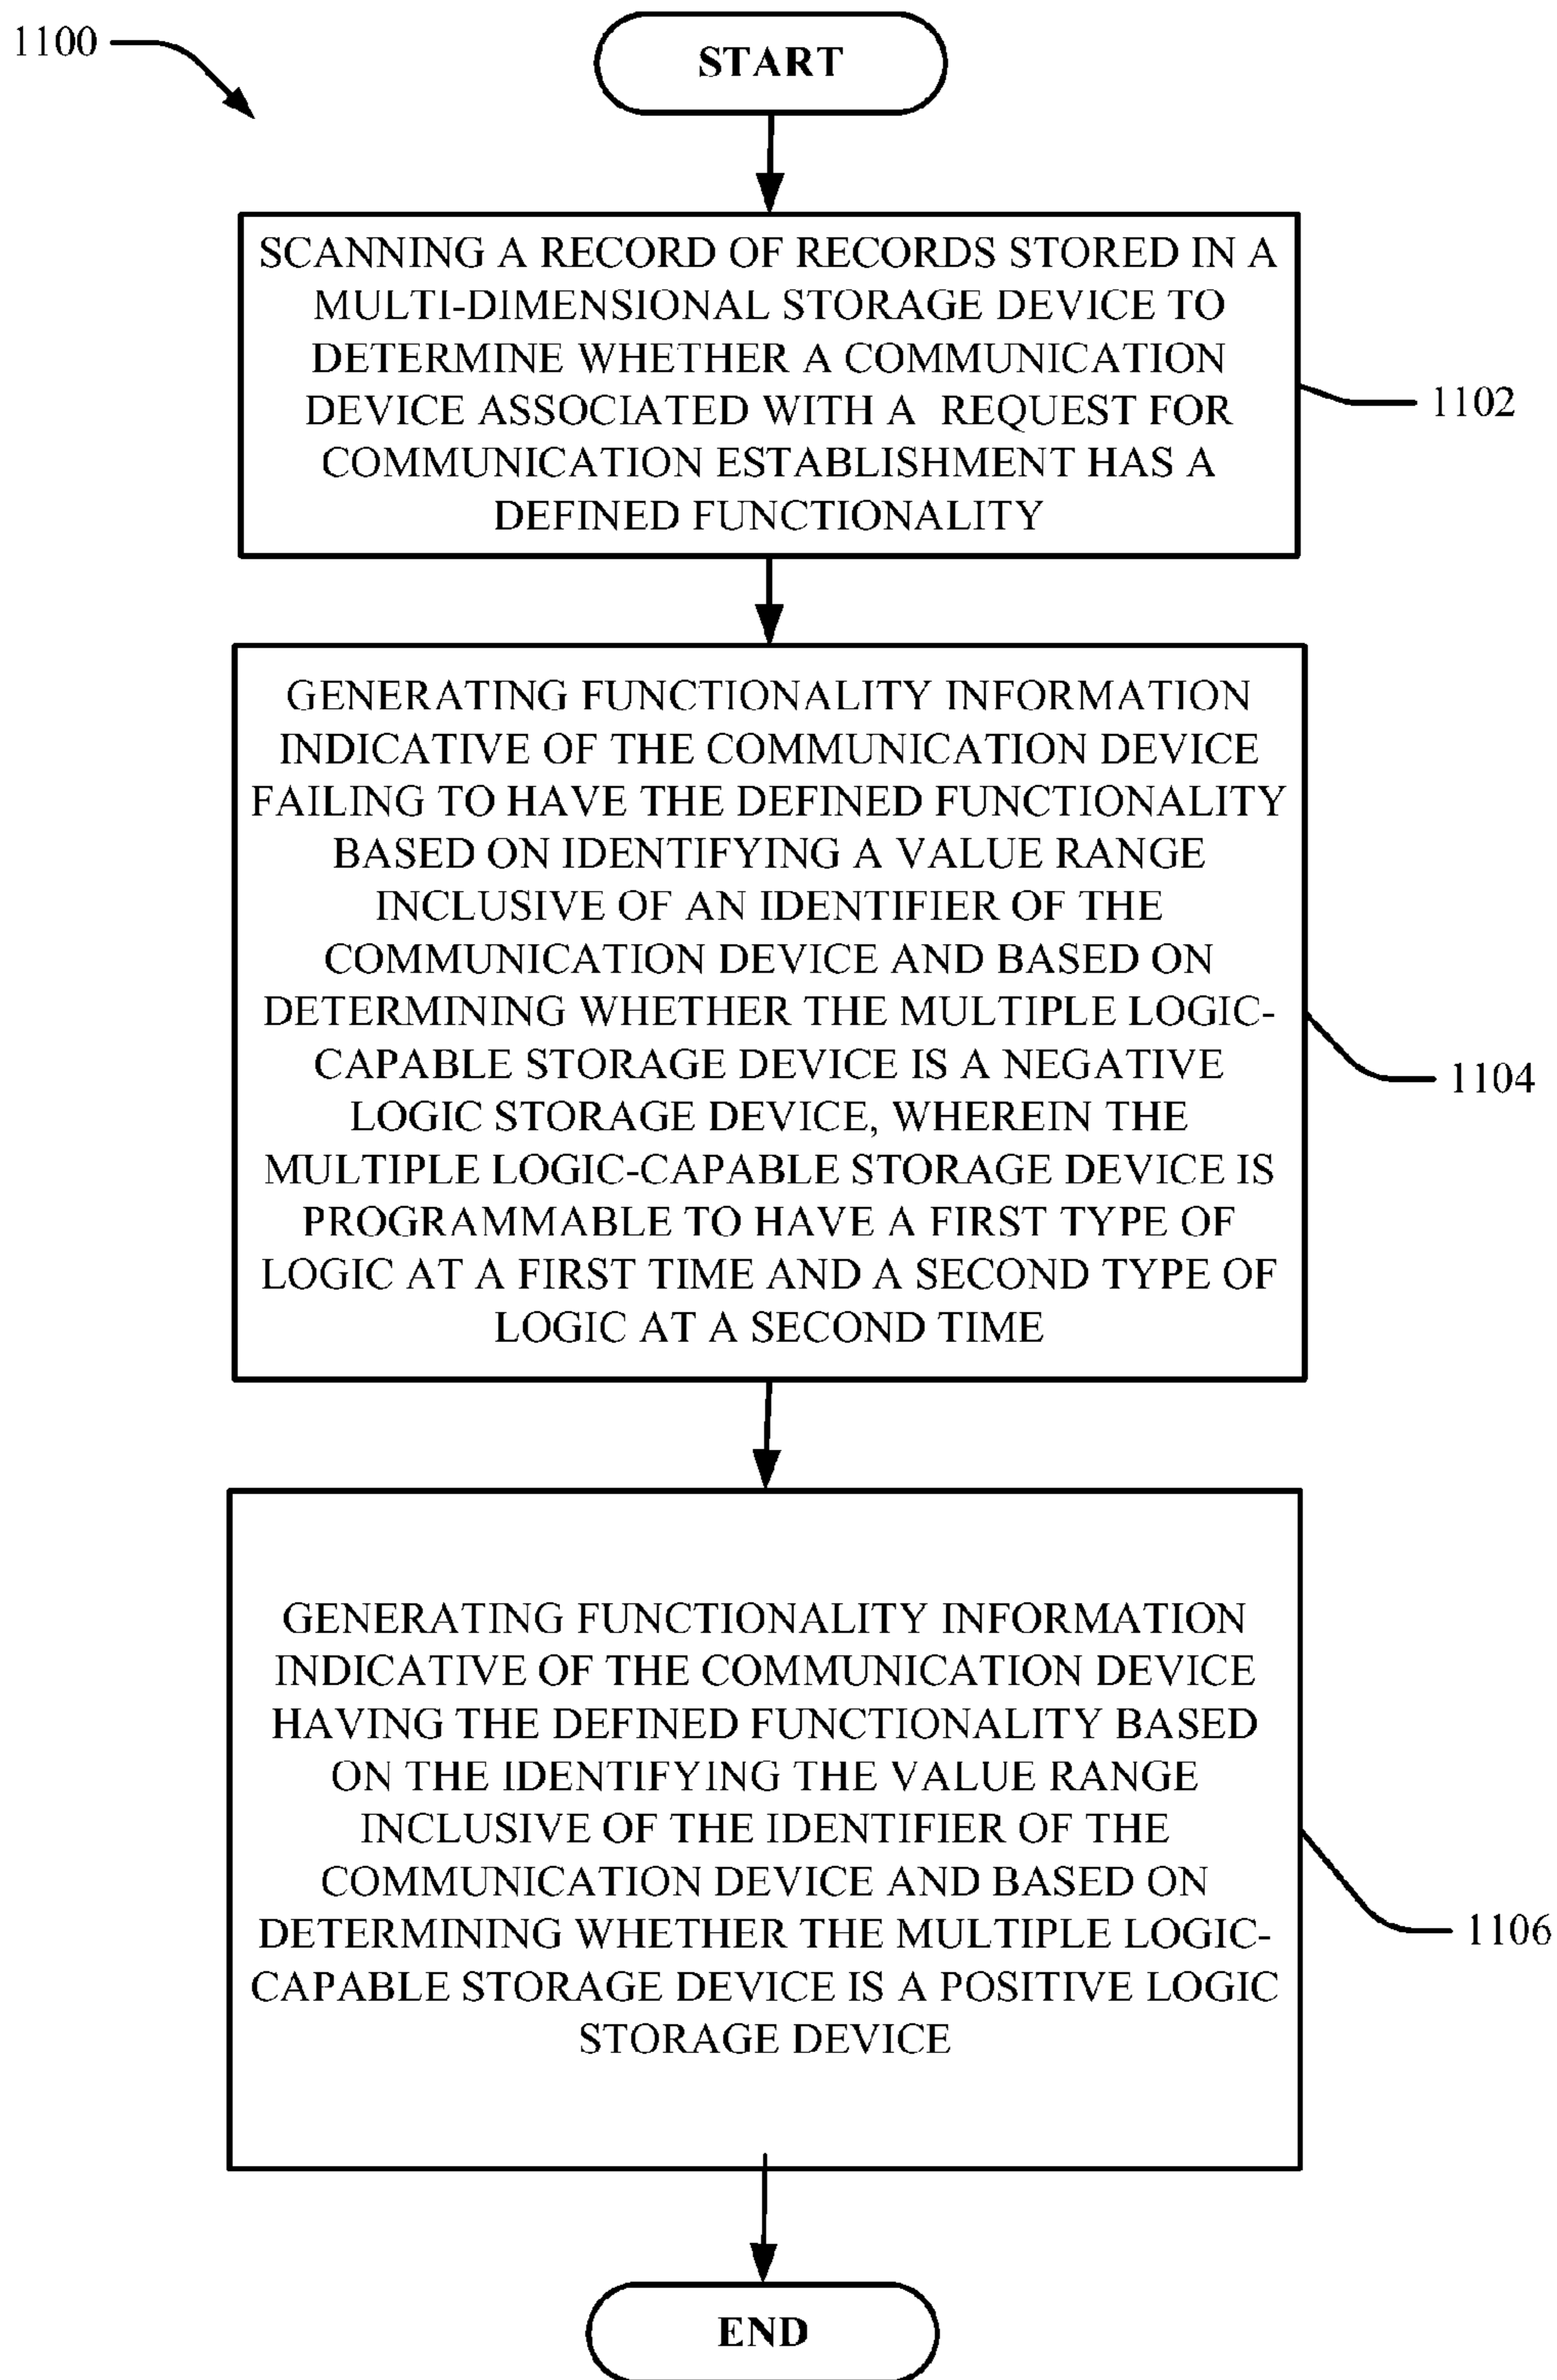 1100
START
SCANNING A RECORD OF RECORDS STORED IN A
MULTI-DIMENSIONAL STORAGE DEVICE TO
DETERMINE WHETHER A COMMUNICATION
DEVICE ASSOCIATED WITH A REQUEST FOR
COMMUNICATION ESTABLISHMENT HAS A
DEFINED FUNCTIONALITY
1102
GENERATING FUNCTIONALITY INFORMATION
INDICATIVE OF THE COMMUNICATION DEVICE
FAILING TO HAVE THE DEFINED FUNCTIONALITY
BASED ON IDENTIFYING A VALUE RANGE
INCLUSIVE OF AN IDENTIFIER OF THE
COMMUNICATION DEVICE AND BASED ON
DETERMINING WHETHER THE MULTIPLE LOGIC-
CAPABLE STORAGE DEVICE IS A NEGATIVE
LOGIC STORAGE DEVICE, WHEREIN THE
MULTIPLE LOGIC-CAPABLE STORAGE DEVICE IS
PROGRAMMABLE TO HAVE A FIRST TYPE OF
LOGIC AT A FIRST TIME AND A SECOND TYPE OF
LOGIC AT A SECOND TIME
1104
GENERATING FUNCTIONALITY INFORMATION
INDICATIVE OF THE COMMUNICATION DEVICE
HAVING THE DEFINED FUNCTIONALITY BASED
ON THE IDENTIFYING THE VALUE RANGE
INCLUSIVE OF THE IDENTIFIER OF THE
COMMUNICATION DEVICE AND BASED ON
DETERMINING WHETHER THE MULTIPLE LOGIC-
CAPABLE STORAGE DEVICE IS A POSITIVE LOGIC
STORAGE DEVICE
1106
END